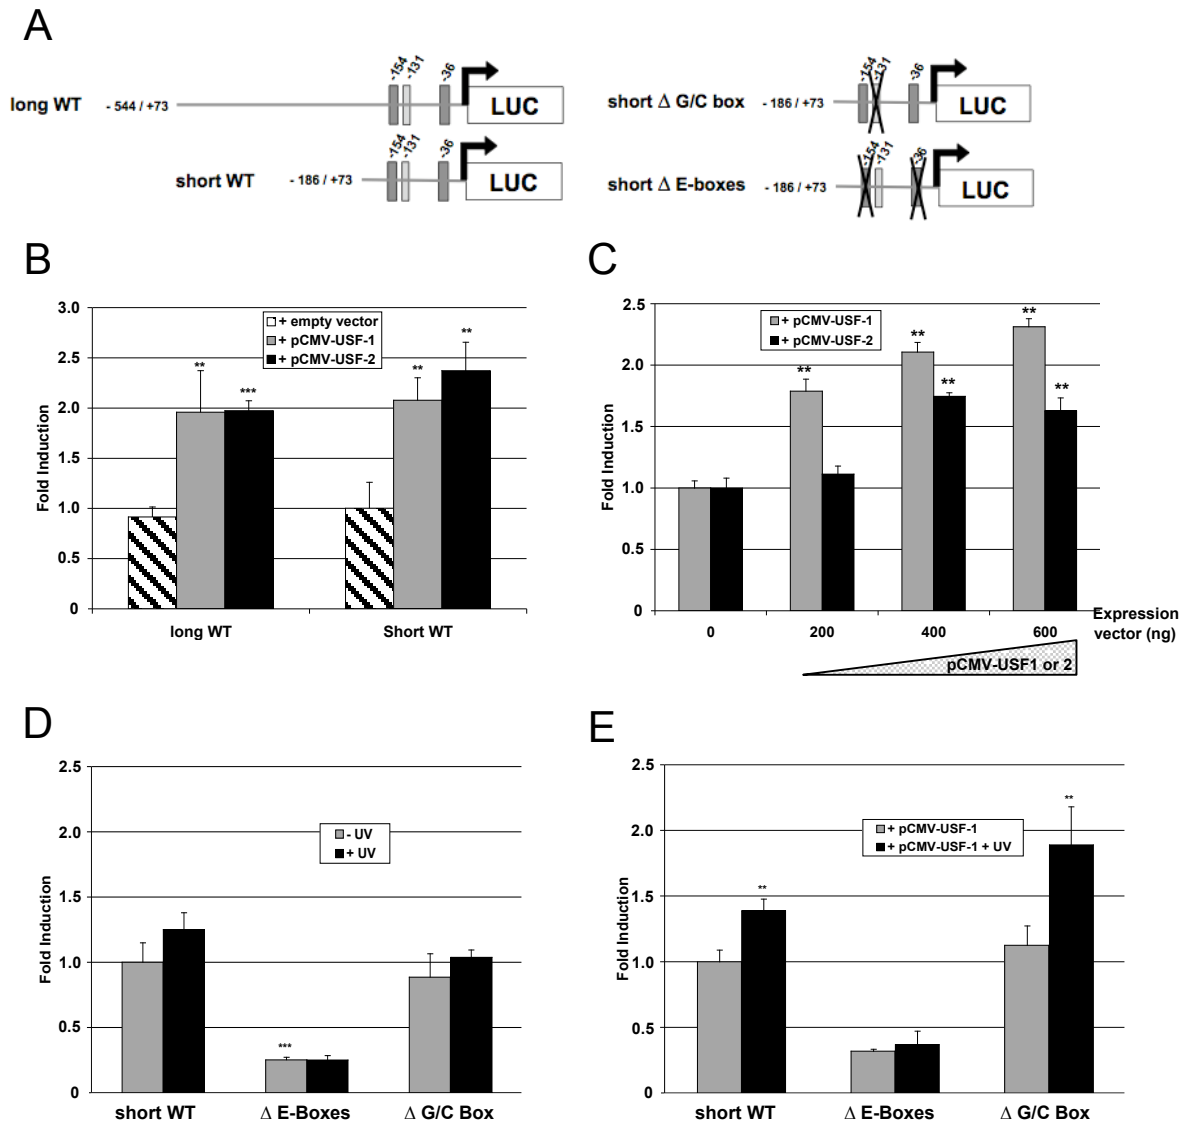 A
long WT - 544 / +73 -154 -131 -36 LUC
short WT - 186 / +73 -154 -131 -36 LUC
short Δ G/C box - 186 / +73 -154 -131 -36 LUC
short Δ E-boxes - 186 / +73 -154 -131 -36 LUC
B
Fold Induction
3.0
2.5
2.0
1.5
1.0
0.5
0
+ empty vector
+ pCMV-USF-1
+ pCMV-USF-2
** *** ** **
long WT Short WT
C
Fold Induction
2.5
2.0
1.5
1.0
0.5
0
+ pCMV-USF-1
+ pCMV-USF-2
** ** ** ** **
0 200 400 600
Expression
vector (ng)
pCMV-USF1 or 2
D
Fold Induction
2.5
2.0
1.5
1.0
0.5
0
- UV
+ UV
***
short WT Δ E-Boxes Δ G/C Box
E
Fold Induction
2.5
2.0
1.5
1.0
0.5
0
+ pCMV-USF-1
+ pCMV-USF-1 + UV
** **
short WT Δ E-Boxes Δ G/C Box